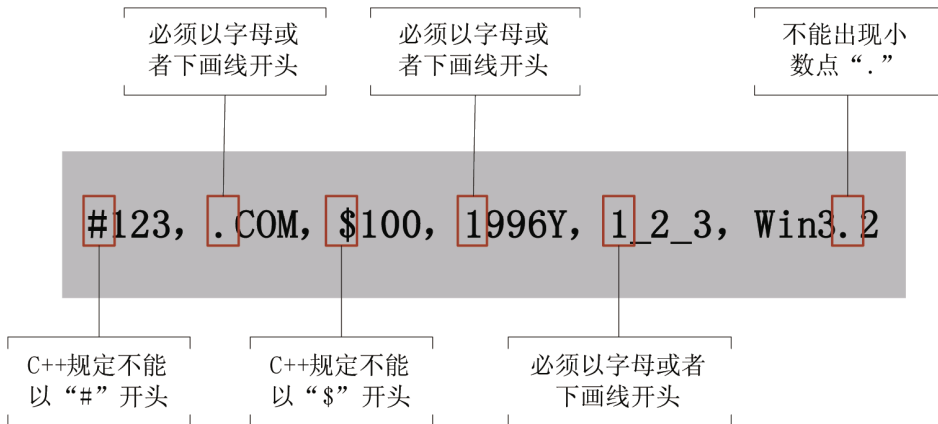 必须以字母或
者下画线开头
必须以字母或
者下画线开头
不能出现小
数点“.”
#123, .COM, $100, 1996Y, 1_2_3, Win3.2
C++规定不能
以“#”开头
C++规定不能
以“$”开头
必须以字母或者
下画线开头